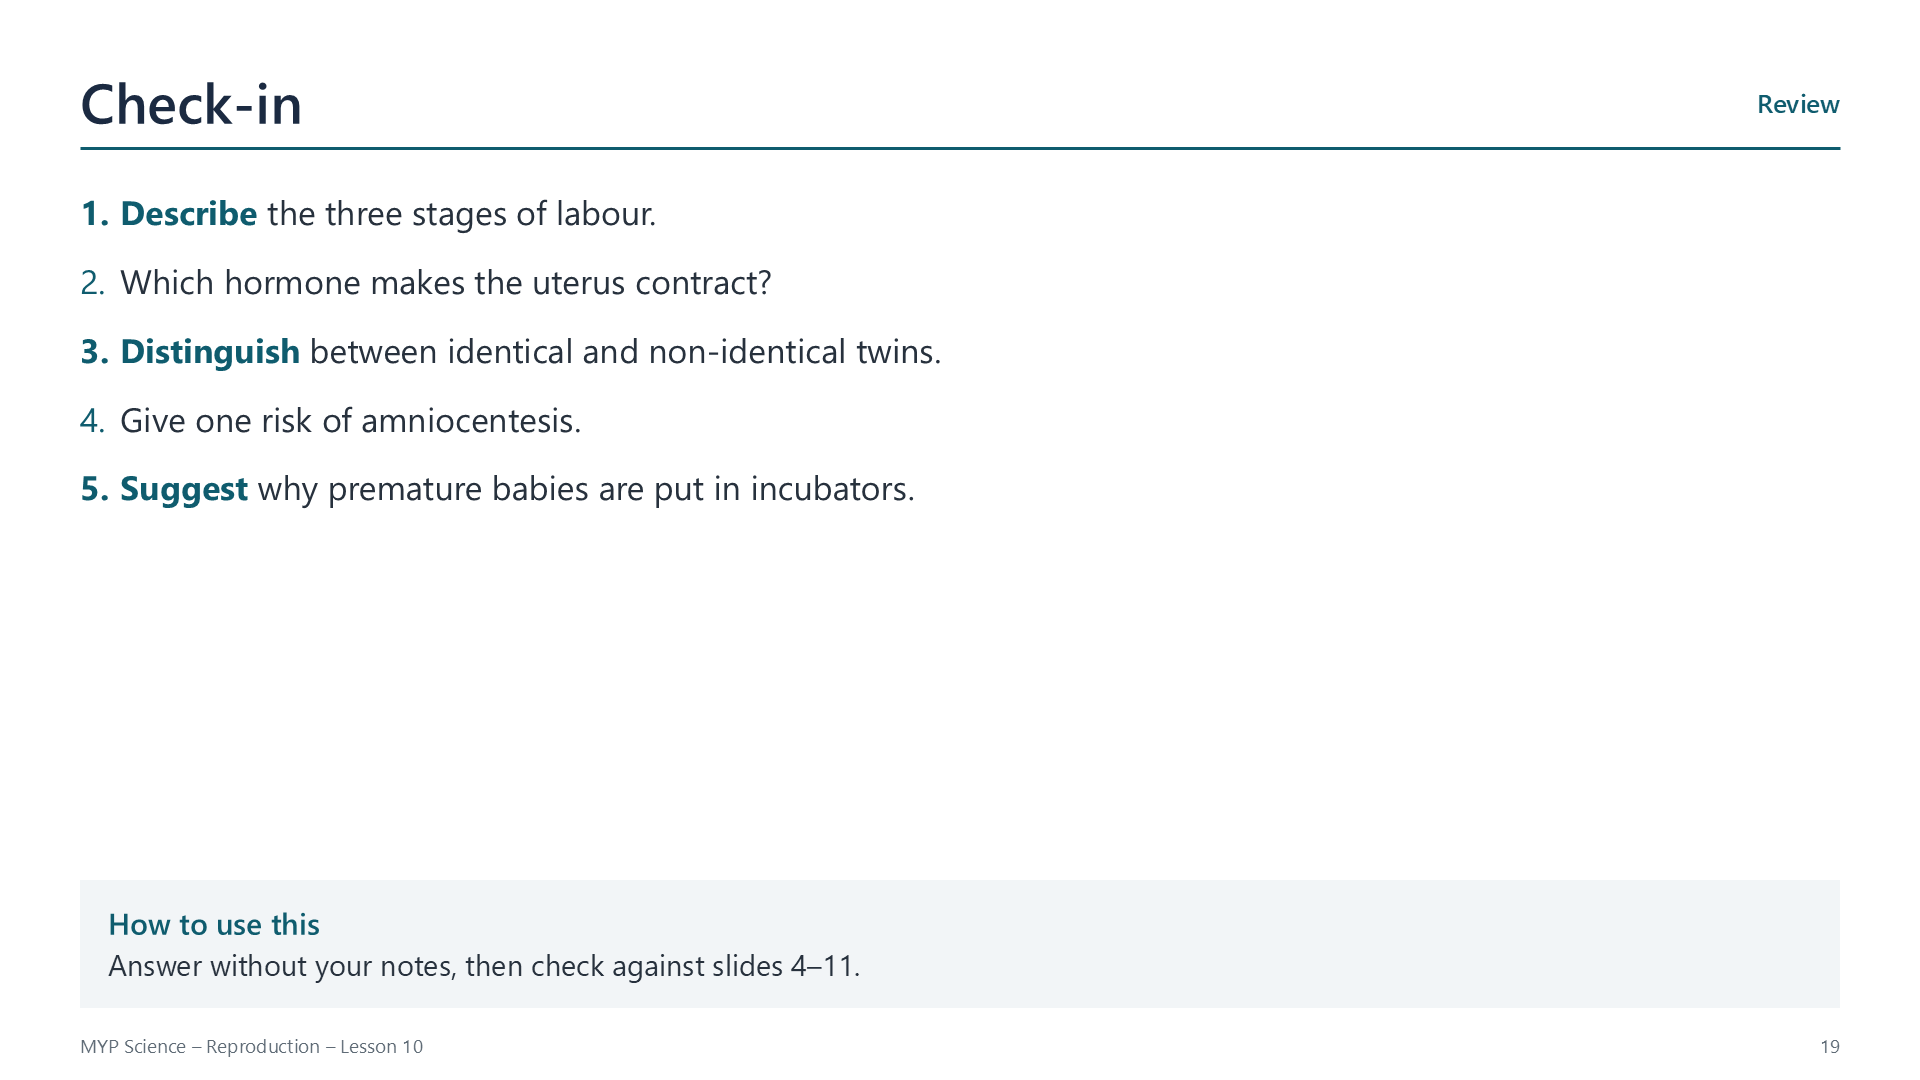 Check-in
Review
1. Describe the three stages of labour.
2. Which hormone makes the uterus contract?
3. Distinguish between identical and non-identical twins.
4. Give one risk of amniocentesis.
5. Suggest why premature babies are put in incubators.
How to use this
Answer without your notes, then check against slides 4–11.
MYP Science – Reproduction – Lesson 10
19